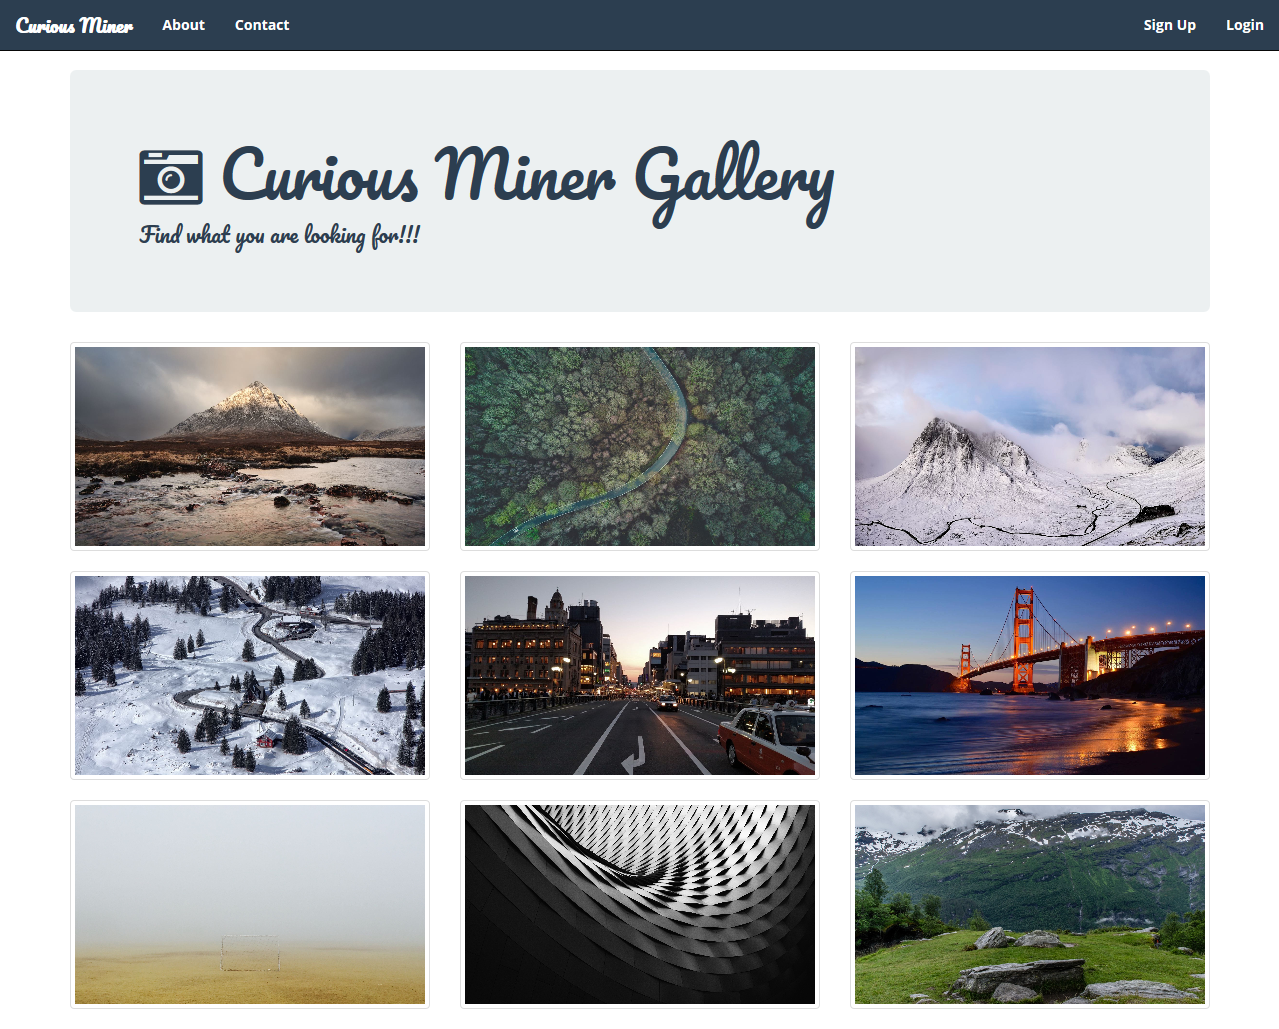 Curious Miner About Contact Sign Up Login
Curious Miner Gallery
Find what you are looking for!!!